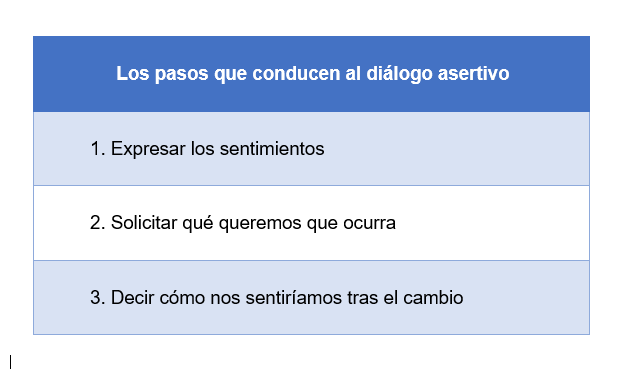 Los pasos que conducen al diálogo asertivo
1. Expresar los sentimientos
2. Solicitar qué queremos que ocurra
3. Decir cómo nos sentiríamos tras el cambio